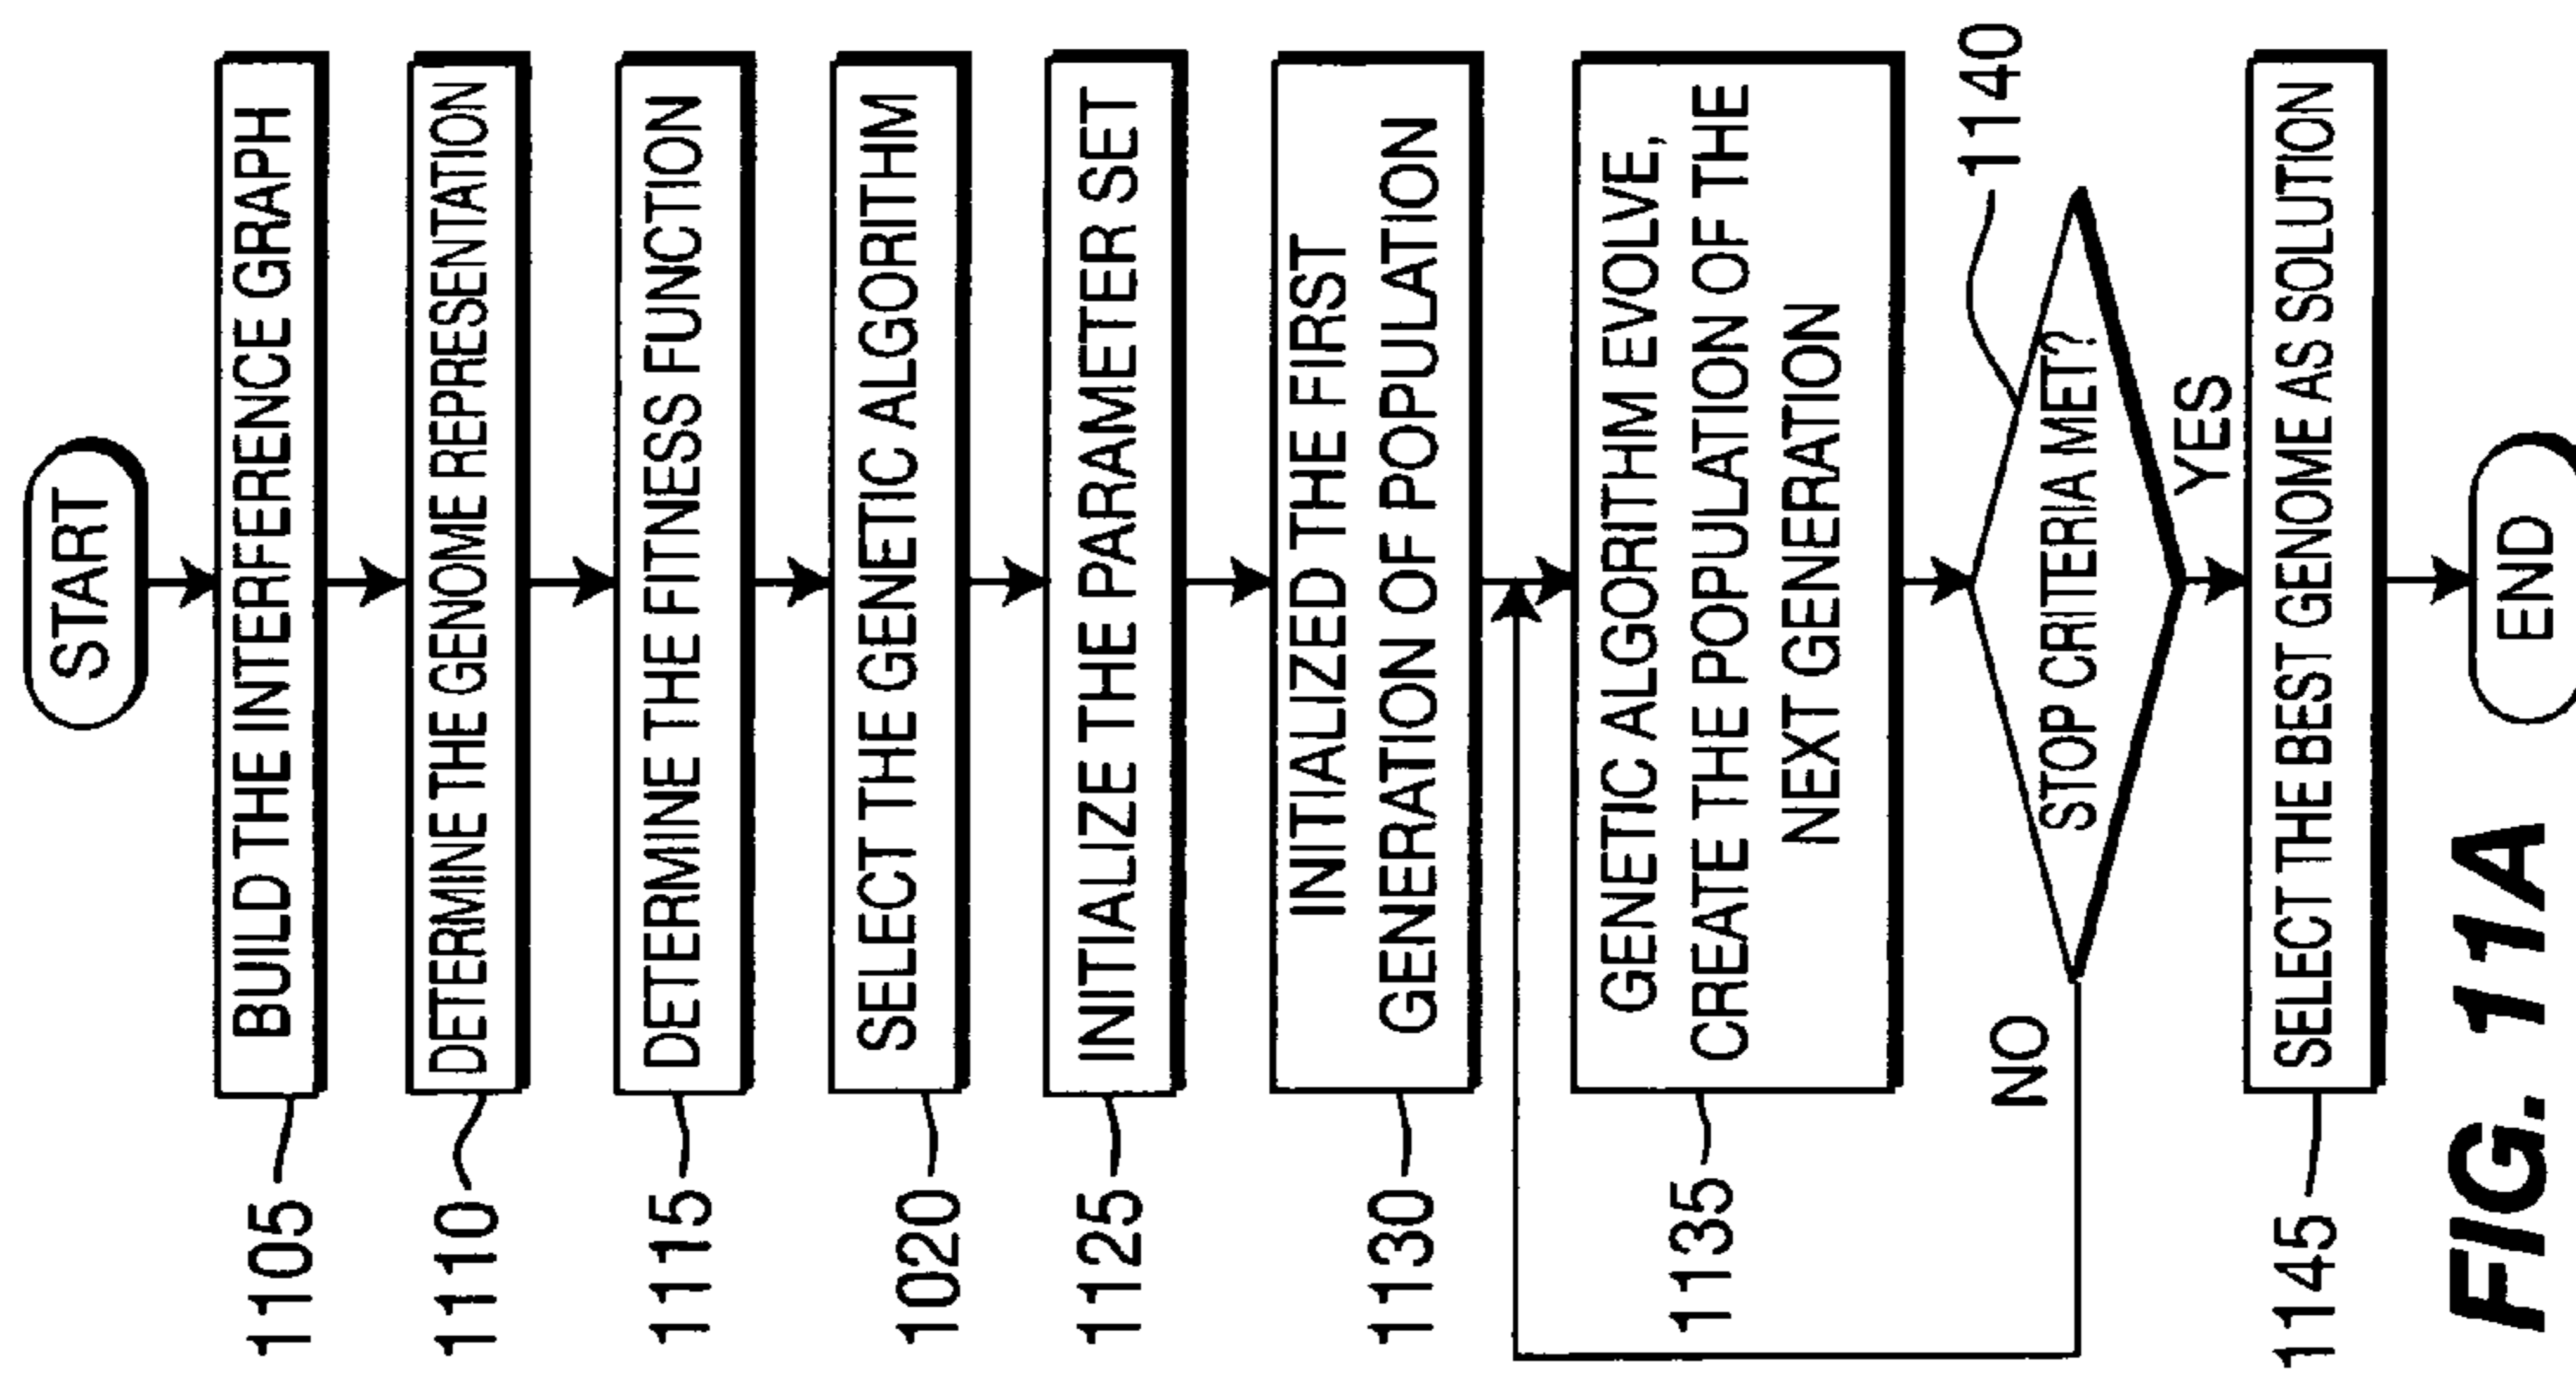 START
1105
BUILD THE INTERFERENCE GRAPH
1110
DETERMINE THE GENOME REPRESENTATION
1115
DETERMINE THE FITNESS FUNCTION
1020
SELECT THE GENETIC ALGORITHM
1125
INITIALIZE THE PARAMETER SET
1130
INITIALIZED THE FIRST
GENERATION OF POPULATION
1135
GENETIC ALGORITHM EVOLVE,
CREATE THE POPULATION OF THE
NEXT GENERATION
1140
NO
STOP CRITERIA MET?
YES
1145
SELECT THE BEST GENOME AS SOLUTION
END
FIG. 11A